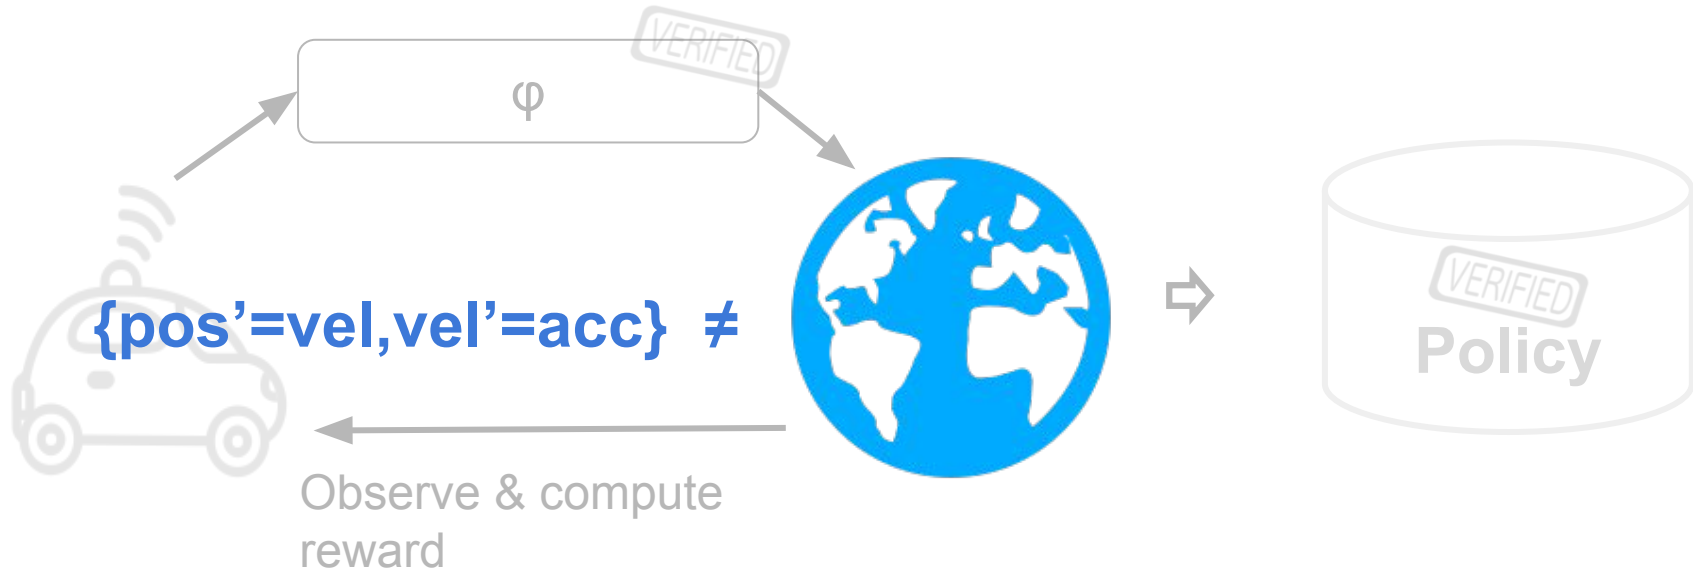 VERIFIED
φ
{pos’=vel,vel’=acc} ≠
VERIFIED
Policy
Observe & compute
reward